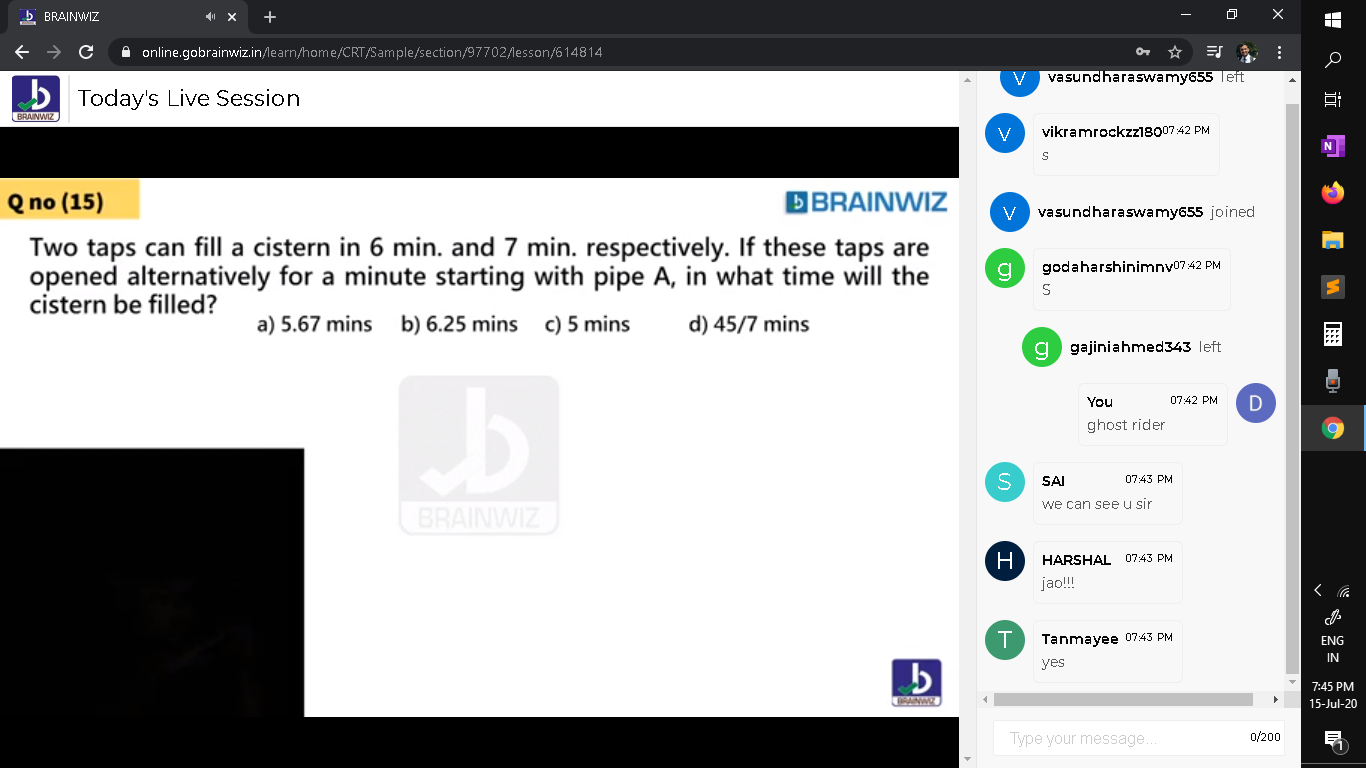 BRAINWIZ
online.gobrainwiz.in/learn/home/CRT/Sample/section/97702/lesson/614814
BRAINWIZ
Today's Live Session
Q no (15)
BRAINWIZ
Two taps can fill a cistern in 6 min. and 7 min. respectively. If these taps are
opened alternatively for a minute starting with pipe A, in what time will the
cistern be filled?
a) 5.67 mins b) 6.25 mins c) 5 mins d) 45/7 mins
BRAINWIZ
BRAINWIZ
V vasundharaswamy655 left
V vikramrockzz180 07:42 PM
s
V vasundharaswamy655 joined
g godaharshinimnv 07:42 PM
S
g gajiniahmed343 left
You 07:42 PM D
ghost rider
S SAI 07:43 PM
we can see u sir
H HARSHAL 07:43 PM
jao!!!
T Tanmayee 07:43 PM
yes
Type your message... 0/200
N
S
ENG
IN
7:45 PM
15-Jul-20
1